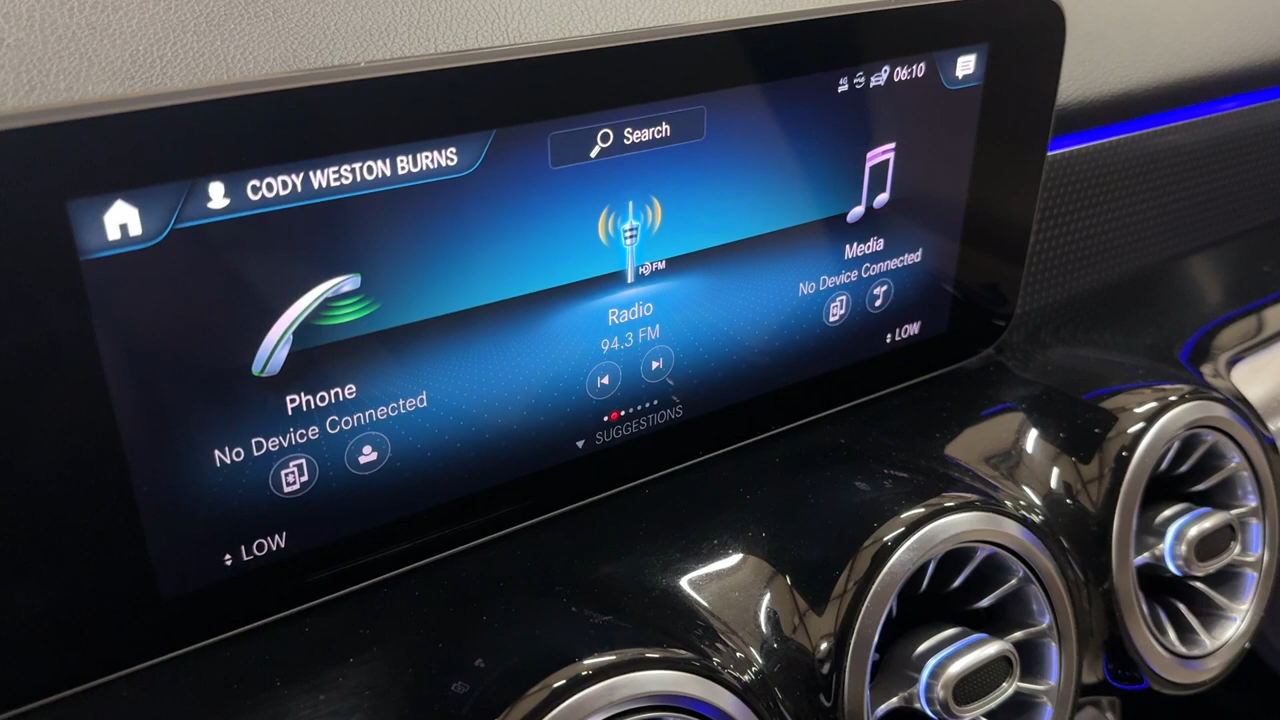 CODY WESTON BURNS
Search
4G
06:10
Phone
No Device Connected
HD FM
Radio
94.3 FM
Media
No Device Connected
SUGGESTIONS
LOW
LOW